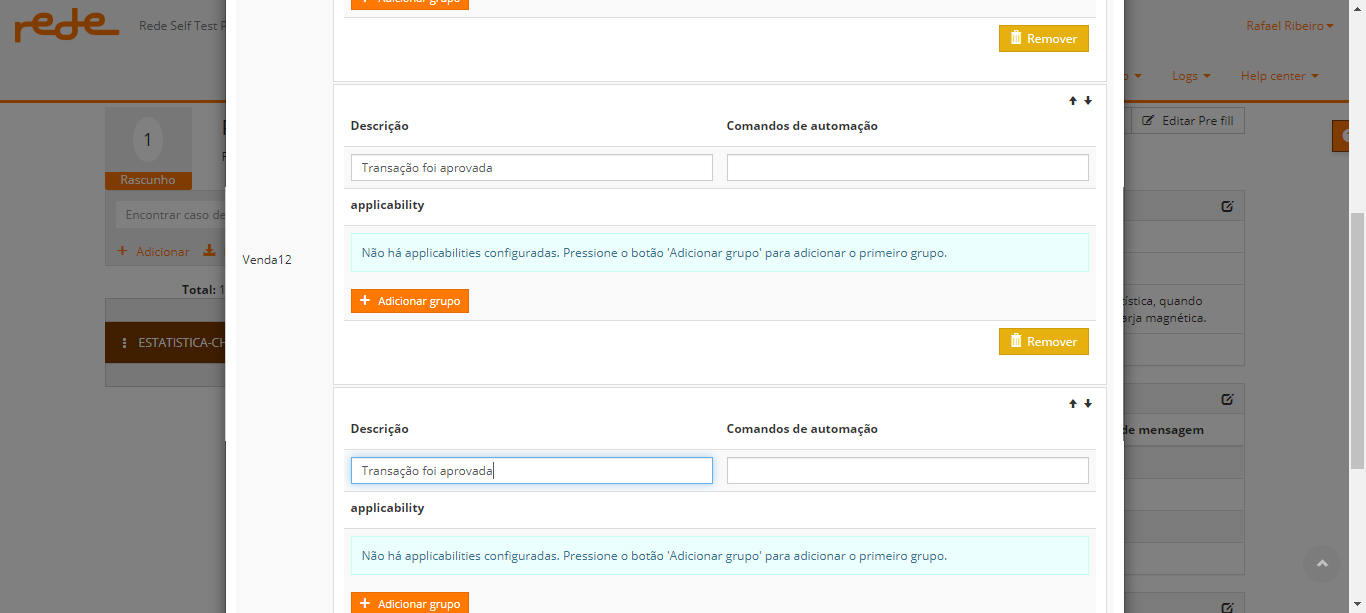 Adicionar grupo
rede
Rede Self Test
Rafael Ribeiro
Remover
Logs
Help center
Descrição
Comandos de automação
1
Editar Pre fill
Rascunho
Transação foi aprovada
applicability
Encontrar caso de
Não há applicabilities configuradas. Pressione o botão 'Adicionar grupo' para adicionar o primeiro grupo.
Adicionar
Venda12
Total: 1
Adicionar grupo
ística, quando
arja magnética.
ESTATISTICA-CH
Remover
Descrição
Comandos de automação
de mensagem
Transação foi aprovada
applicability
Não há applicabilities configuradas. Pressione o botão 'Adicionar grupo' para adicionar o primeiro grupo.
Adicionar grupo